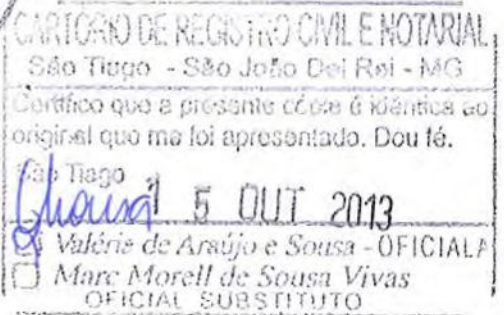 CARTORIO DE REGISTRO CIVIL E NOTARIAL
São Tiago - São João Del Rei - MG
Certifico que a presente cópia é idêntica ao
original que me foi apresentado. Dou fé.
São Tiago
15 OUT 2013
Valéria de Araújo e Sousa - OFICIALA
Marc Morell de Sousa Vivas
OFICIAL SUBSTITUTO